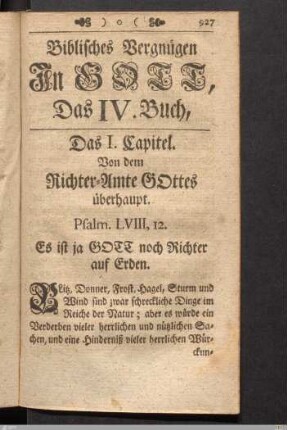 )o( 927
Biblisches Vergnügen
In GOTT,
Das IV. Buch,
Das I. Capitel.
Von dem
Richter-Amte GOttes
überhaupt.
Psalm. LVIII, 12.
Es ist ja GOTT noch Richter
auf Erden.
BLitz, Donner, Frost, Hagel, Sturm und
Wind sind zwar schreckliche Dinge im
Reiche der Natur; aber es würde ein
Verderben vieler herrlichen und nützlichen Sa-
chen, und eine Hinderniß vieler herrlichen Wür-
ckun-